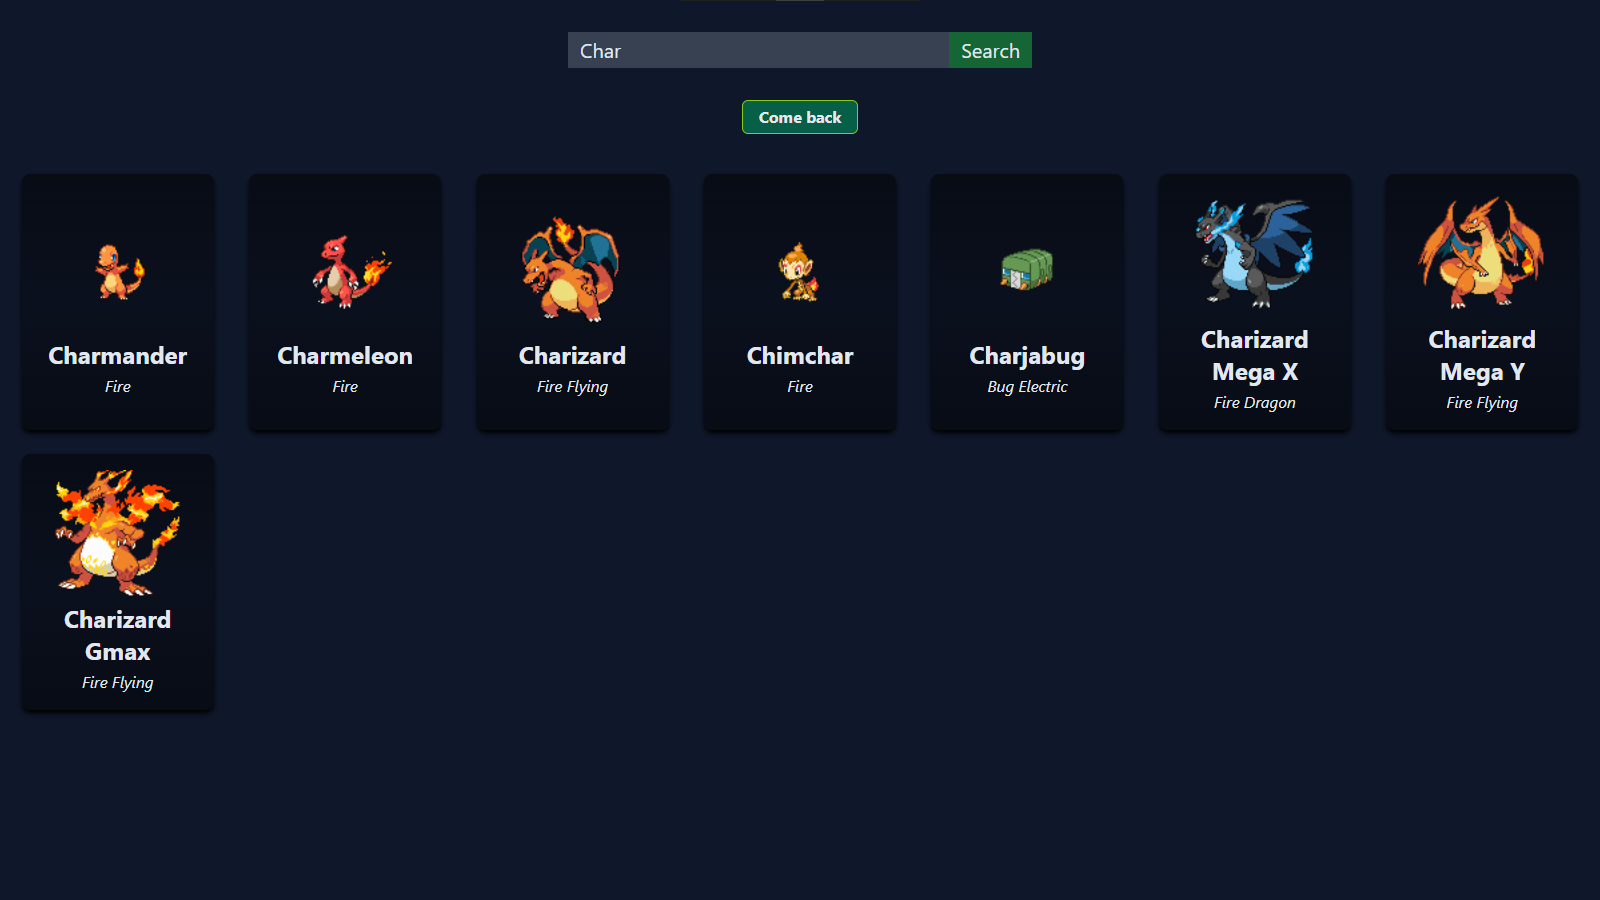 Char
Search
Come back
Charmander
Fire
Charmeleon
Fire
Charizard
Fire Flying
Chimchar
Fire
Charjabug
Bug Electric
Charizard
Mega X
Fire Dragon
Charizard
Mega Y
Fire Flying
Charizard
Gmax
Fire Flying